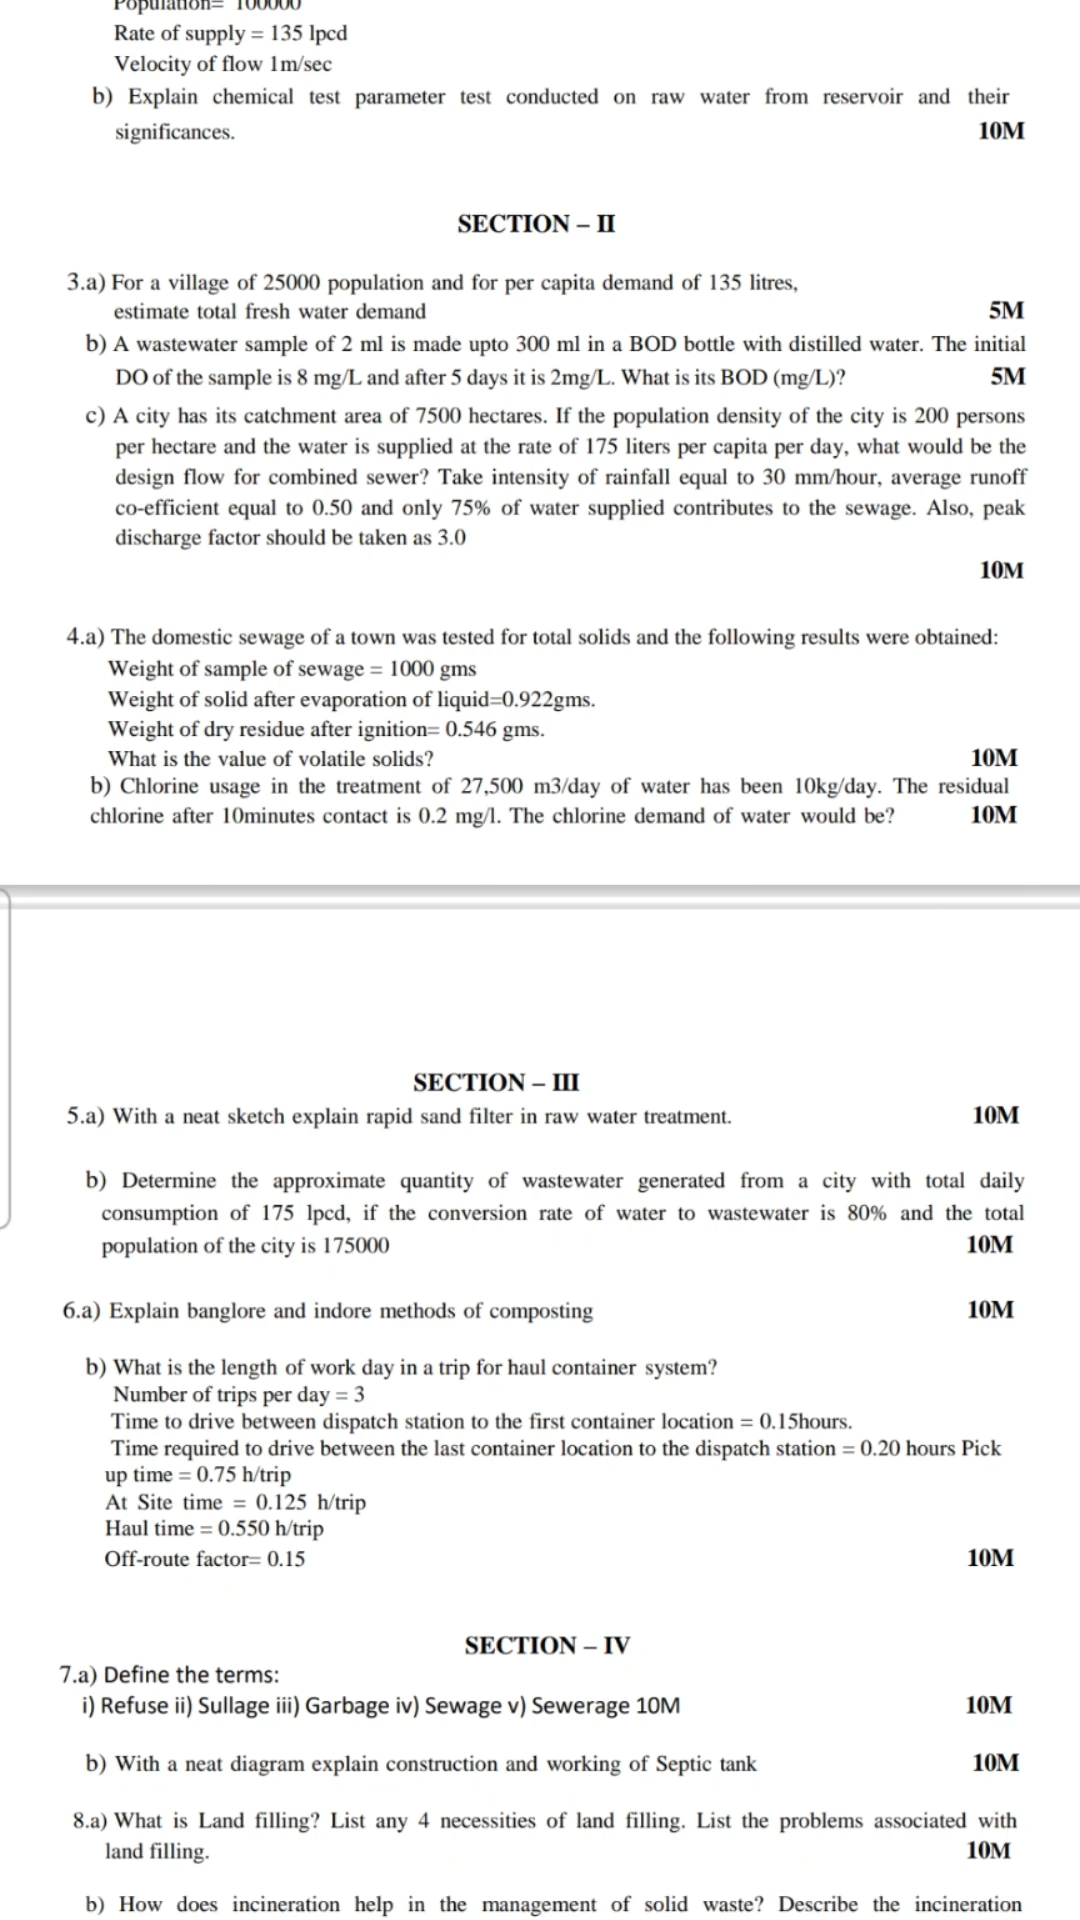 Population= 100000
Rate of supply = 135 lpcd
Velocity of flow 1m/sec
b) Explain chemical test parameter test conducted on raw water from reservoir and their
significances. 10M
SECTION – II
3.a) For a village of 25000 population and for per capita demand of 135 litres,
estimate total fresh water demand 5M
b) A wastewater sample of 2 ml is made upto 300 ml in a BOD bottle with distilled water. The initial
DO of the sample is 8 mg/L and after 5 days it is 2mg/L. What is its BOD (mg/L)? 5M
c) A city has its catchment area of 7500 hectares. If the population density of the city is 200 persons
per hectare and the water is supplied at the rate of 175 liters per capita per day, what would be the
design flow for combined sewer? Take intensity of rainfall equal to 30 mm/hour, average runoff
co-efficient equal to 0.50 and only 75% of water supplied contributes to the sewage. Also, peak
discharge factor should be taken as 3.0
10M
4.a) The domestic sewage of a town was tested for total solids and the following results were obtained:
Weight of sample of sewage = 1000 gms
Weight of solid after evaporation of liquid=0.922gms.
Weight of dry residue after ignition= 0.546 gms.
What is the value of volatile solids? 10M
b) Chlorine usage in the treatment of 27,500 m3/day of water has been 10kg/day. The residual
chlorine after 10minutes contact is 0.2 mg/l. The chlorine demand of water would be? 10M
SECTION – III
5.a) With a neat sketch explain rapid sand filter in raw water treatment. 10M
b) Determine the approximate quantity of wastewater generated from a city with total daily
consumption of 175 lpcd, if the conversion rate of water to wastewater is 80% and the total
population of the city is 175000 10M
6.a) Explain banglore and indore methods of composting 10M
b) What is the length of work day in a trip for haul container system?
Number of trips per day = 3
Time to drive between dispatch station to the first container location = 0.15hours.
Time required to drive between the last container location to the dispatch station = 0.20 hours Pick
up time = 0.75 h/trip
At Site time = 0.125 h/trip
Haul time = 0.550 h/trip
Off-route factor= 0.15 10M
SECTION – IV
7.a) Define the terms:
i) Refuse ii) Sullage iii) Garbage iv) Sewage v) Sewerage 10M 10M
b) With a neat diagram explain construction and working of Septic tank 10M
8.a) What is Land filling? List any 4 necessities of land filling. List the problems associated with
land filling. 10M
b) How does incineration help in the management of solid waste? Describe the incineration